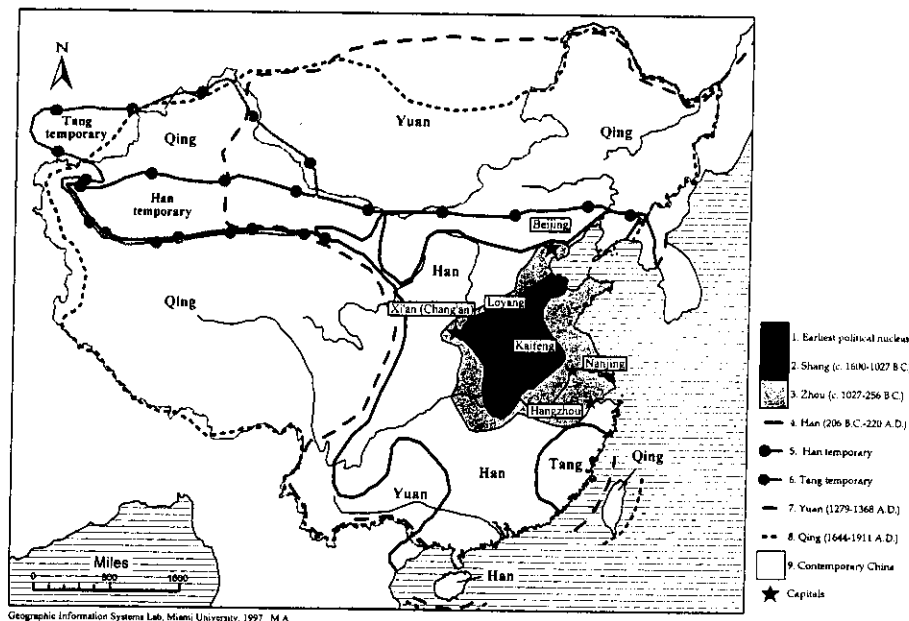 N
Tang
temporary
Qing
Yuan
Qing
Han
temporary
Beijing
Han
Qing
Loyang
Xi'an (Chang'an)
Kaifeng
Nanjing
Hangzhou
Han
Tang
Qing
Yuan
Han
Miles
0 800 1600
1. Earliest political nucleus
2. Shang (c. 1600-1027 B.C.
3. Zhou (c. 1027-256 B.C.)
4. Han (206 B.C.-220 A.D.)
5. Han temporary
6. Tang temporary
7. Yuan (1279-1368 A.D.)
8. Qing (1644-1911 A.D.)
9. Contemporary China
Capitals
Geographic Information Systems Lab, Miami University, 1997 M.A.